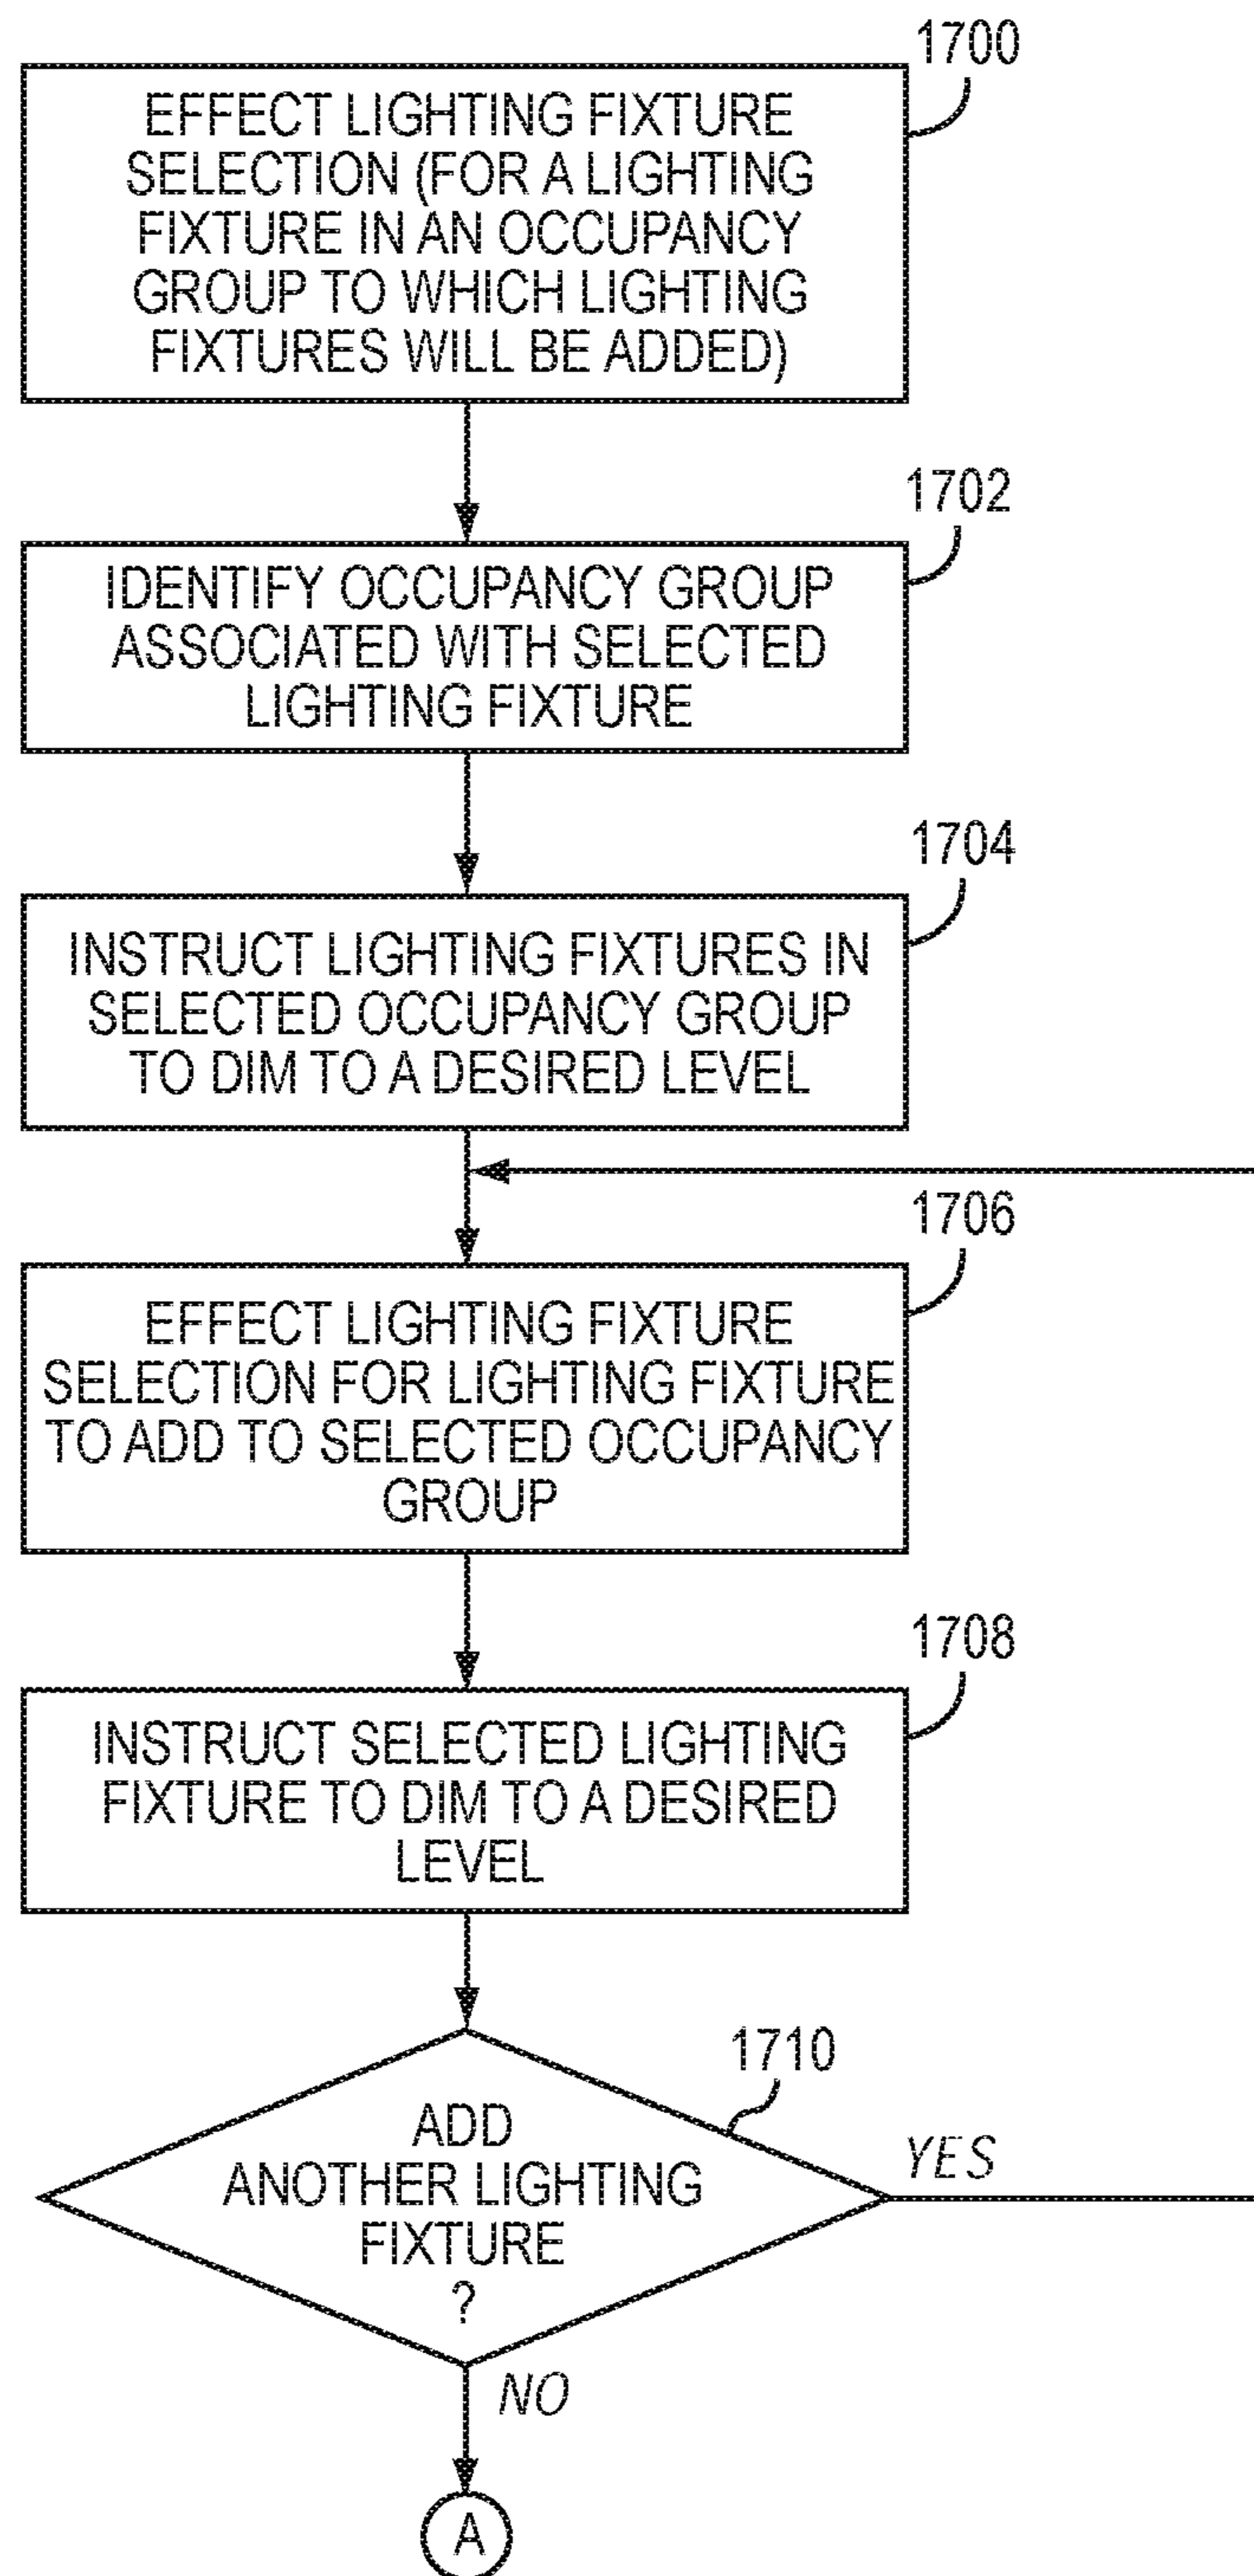 1700
EFFECT LIGHTING FIXTURE
SELECTION (FOR A LIGHTING
FIXTURE IN AN OCCUPANCY
GROUP TO WHICH LIGHTING
FIXTURES WILL BE ADDED)
1702
IDENTIFY OCCUPANCY GROUP
ASSOCIATED WITH SELECTED
LIGHTING FIXTURE
1704
INSTRUCT LIGHTING FIXTURES IN
SELECTED OCCUPANCY GROUP
TO DIM TO A DESIRED LEVEL
1706
EFFECT LIGHTING FIXTURE
SELECTION FOR LIGHTING FIXTURE
TO ADD TO SELECTED OCCUPANCY
GROUP
1708
INSTRUCT SELECTED LIGHTING
FIXTURE TO DIM TO A DESIRED
LEVEL
1710
ADD
ANOTHER LIGHTING
FIXTURE
?
YES
NO
A